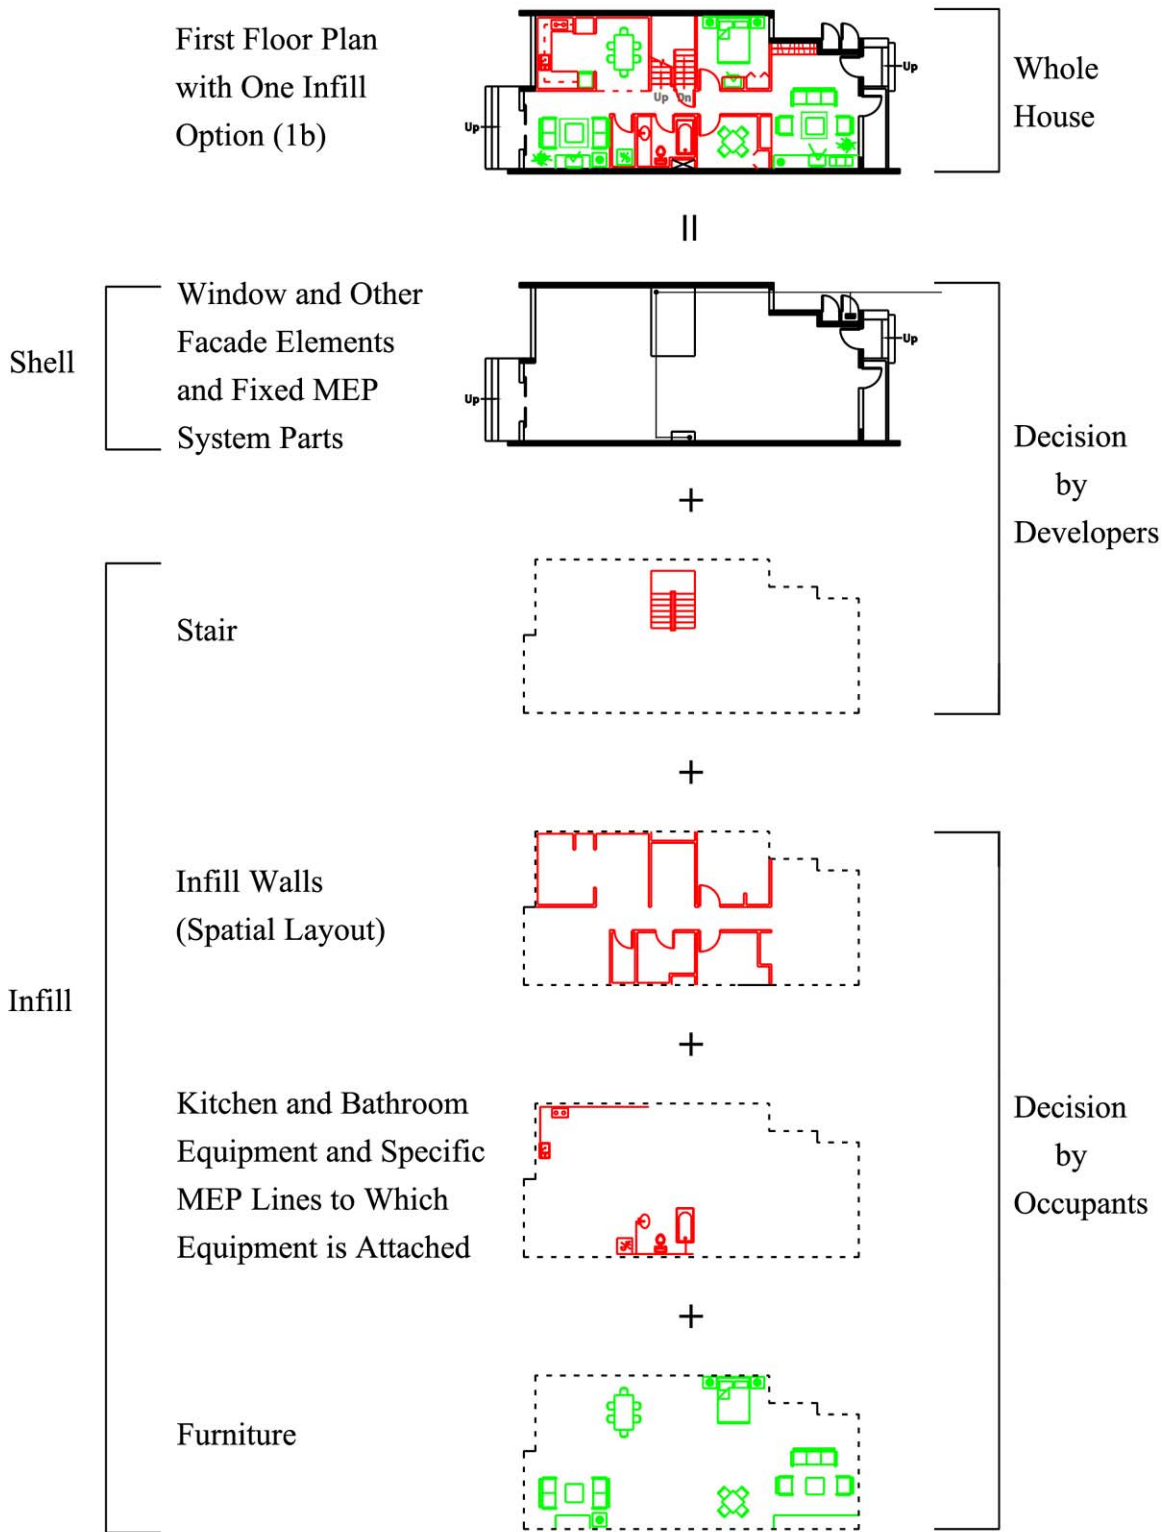 First Floor Plan
with One Infill
Option (1b)
Up
Up
Dn
Up
Whole
House
=
Shell
Window and Other
Facade Elements
and Fixed MEP
System Parts
Up
Up
Decision
by
Developers
+
Stair
+
Infill
Infill Walls
(Spatial Layout)
+
Kitchen and Bathroom
Equipment and Specific
MEP Lines to Which
Equipment is Attached
Decision
by
Occupants
+
Furniture